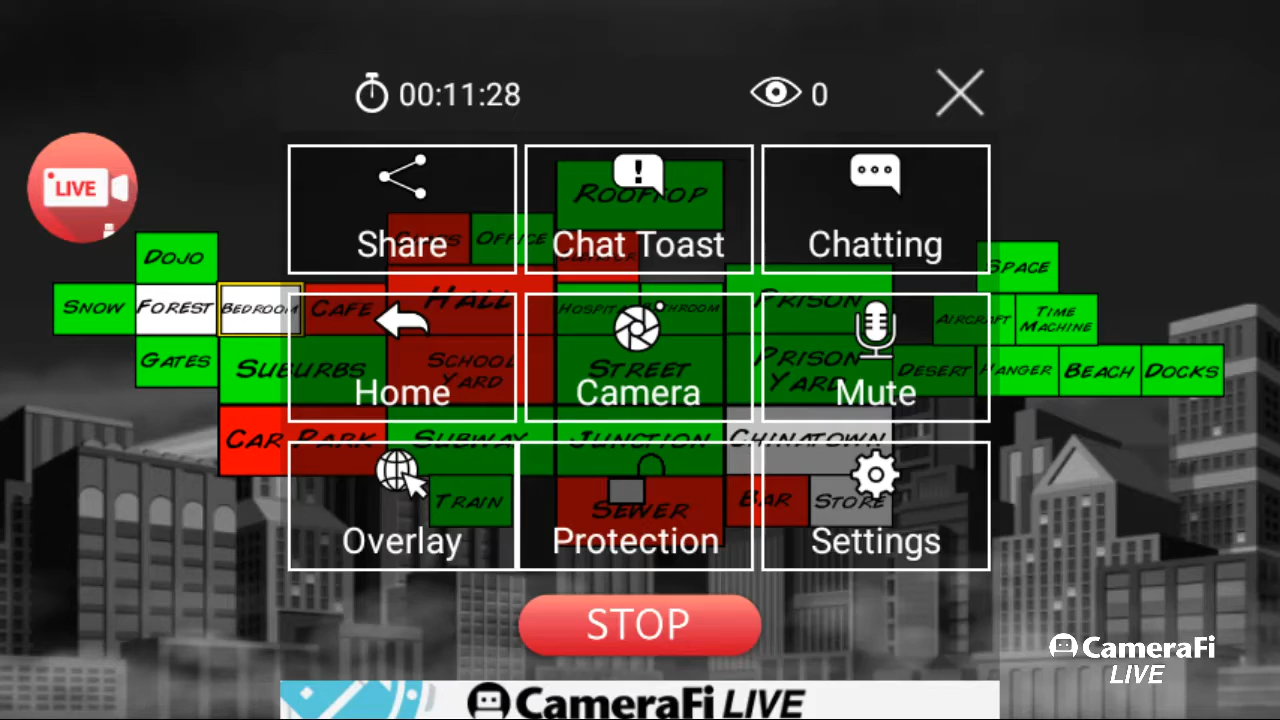 00:11:28
0
LIVE
ROOFTOP
Share
OFFICE
Chat Toast
Chatting
DOJO
SPACE
SNOW
FOREST
BEDROOM
CAFE
HALL
PRISON
AIRCRAFT
TIME
MACHINE
GATES
SUBURBS
SCHOOL
YARD
STREET
PRISON
YARD
DESERT
HANGER
BEACH
DOCKS
Home
Camera
Mute
CAR PARK
SUBWAY
JUNCTION
CHINATOWN
TRAIN
SEWER
BAR
STORE
Overlay
Protection
Settings
STOP
CameraFi
LIVE
CameraFi LIVE